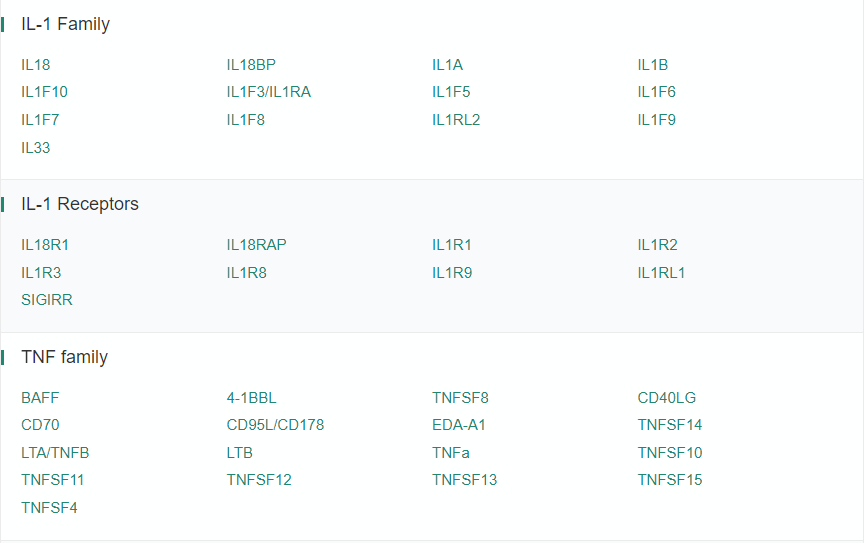 IL-1 Family
IL18 IL18BP IL1A IL1B
IL1F10 IL1F3/IL1RA IL1F5 IL1F6
IL1F7 IL1F8 IL1RL2 IL1F9
IL33
IL-1 Receptors
IL18R1 IL18RAP IL1R1 IL1R2
IL1R3 IL1R8 IL1R9 IL1RL1
SIGIRR
TNF family
BAFF 4-1BBL TNFSF8 CD40LG
CD70 CD95L/CD178 EDA-A1 TNFSF14
LTA/TNFB LTB TNFa TNFSF10
TNFSF11 TNFSF12 TNFSF13 TNFSF15
TNFSF4